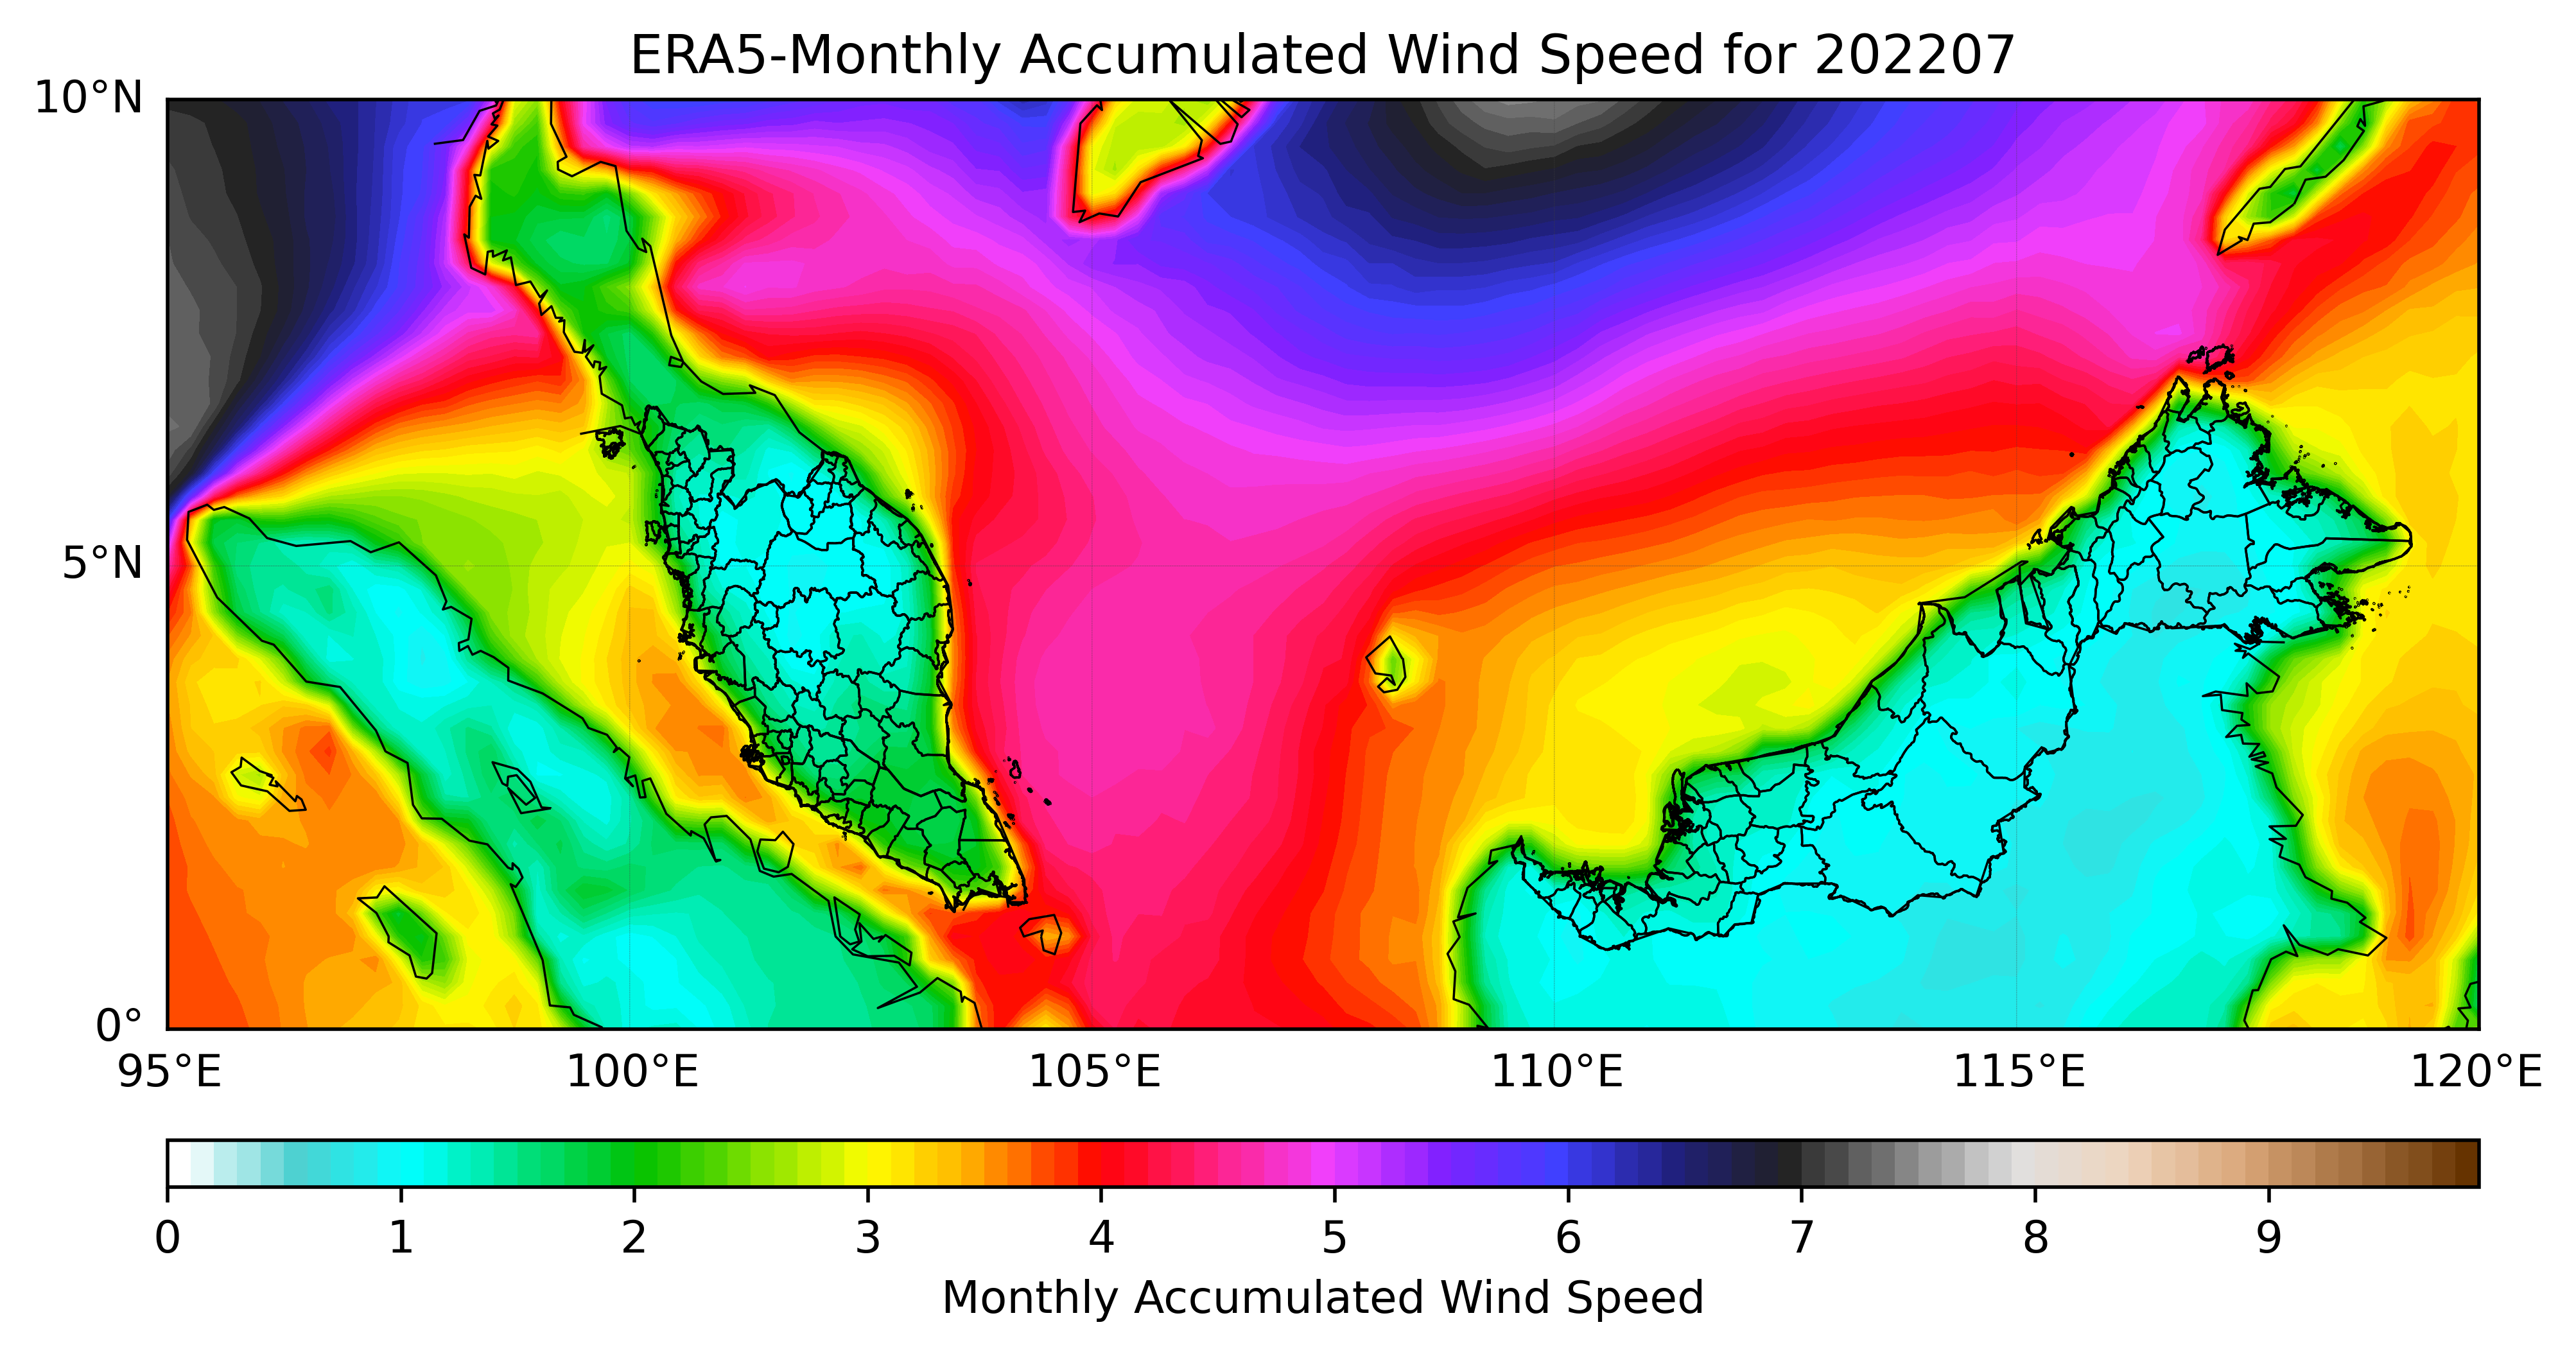 ERA5-Monthly Accumulated Wind Speed for 202207
10°N
5°N
0°
95°E 100°E 105°E 110°E 115°E 120°E
0 1 2 3 4 5 6 7 8 9
Monthly Accumulated Wind Speed